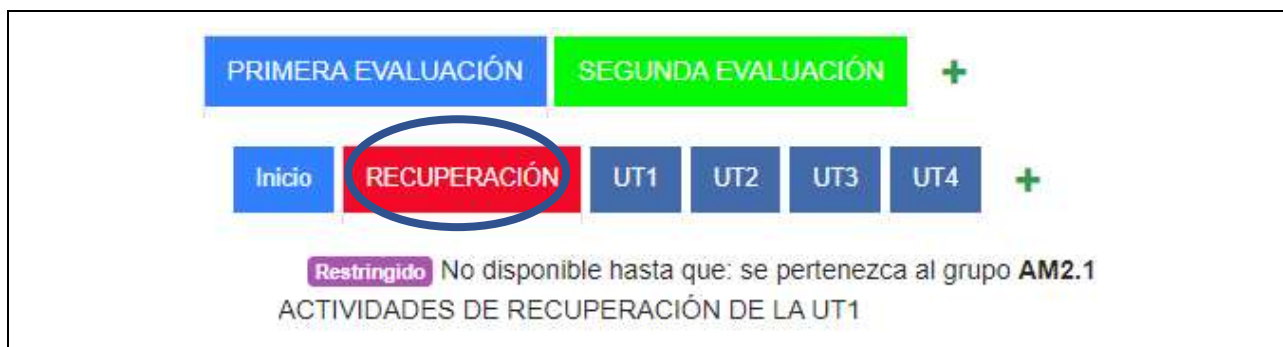 PRIMERA EVALUACIÓN SEGUNDA EVALUACIÓN +
Inicio RECUPERACIÓN UT1 UT2 UT3 UT4 +
Restringido No disponible hasta que: se pertenezca al grupo AM2.1
ACTIVIDADES DE RECUPERACIÓN DE LA UT1